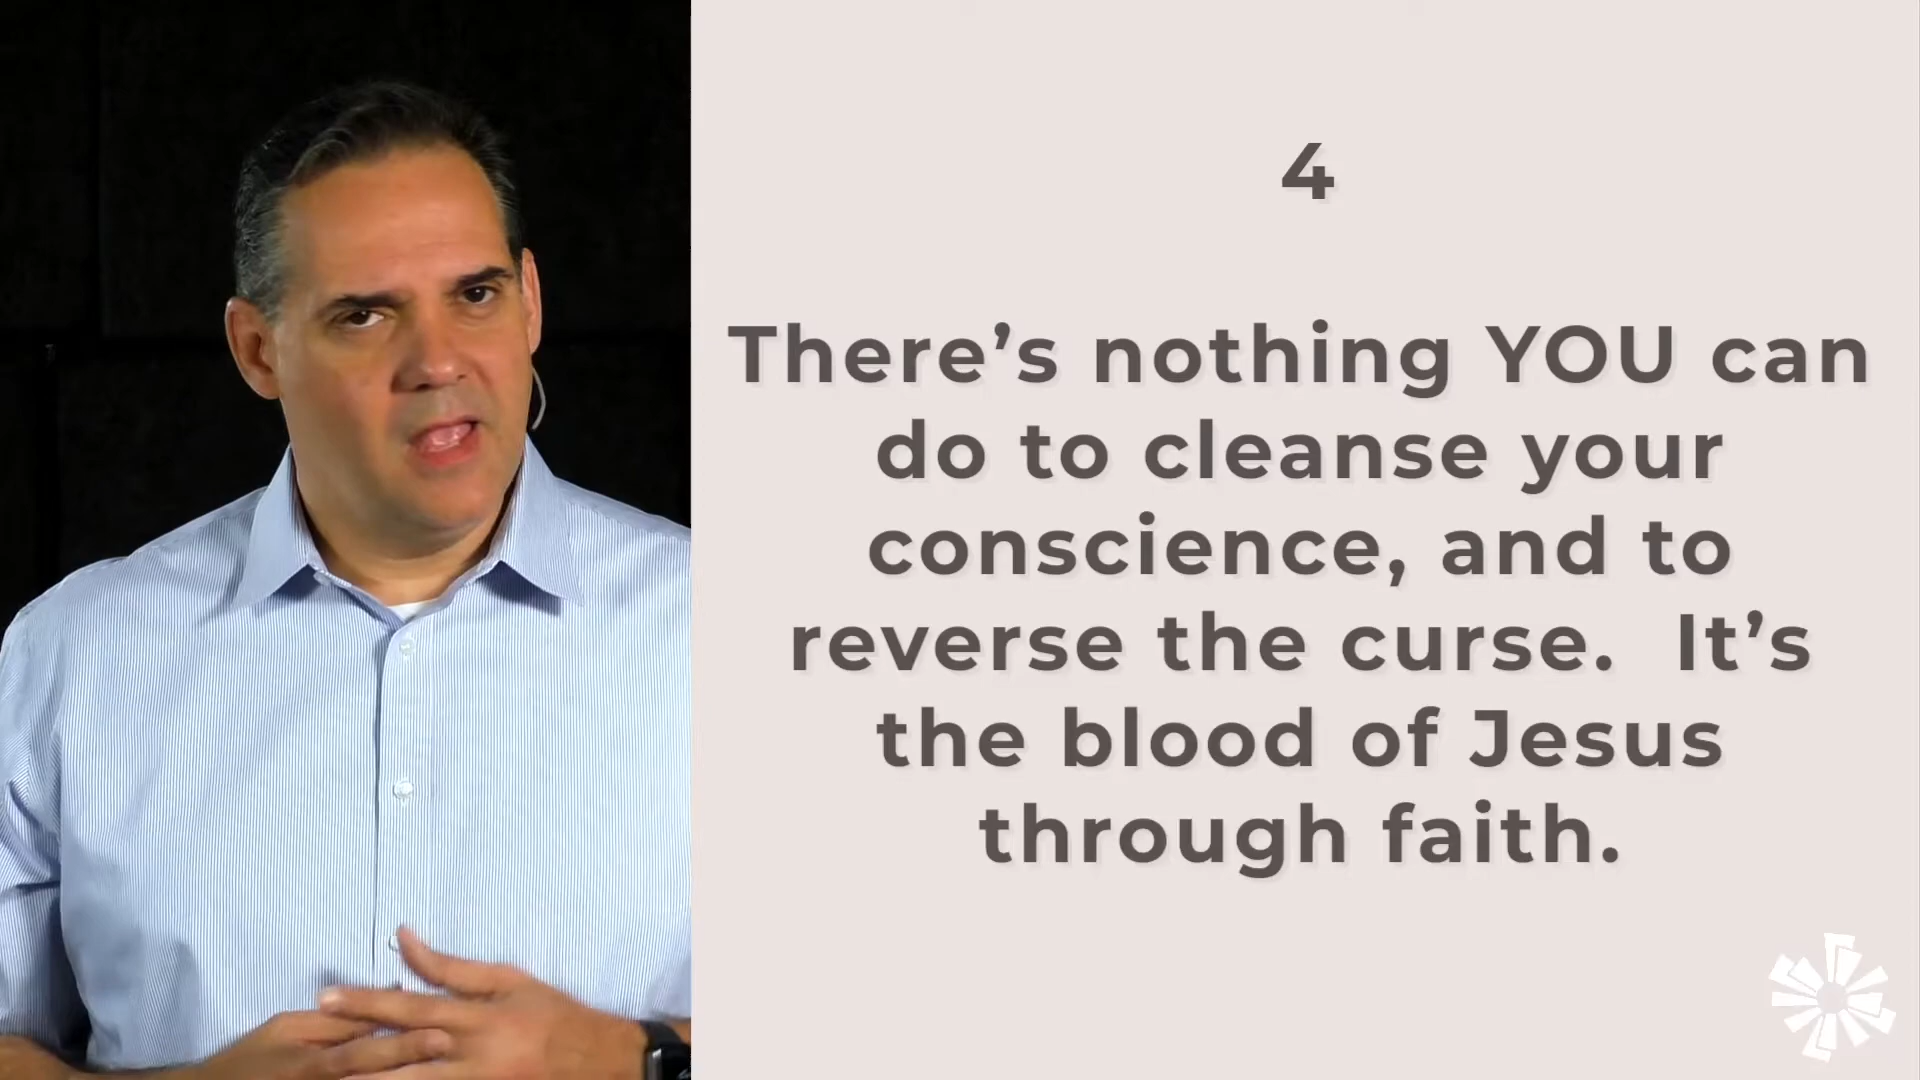 4
There’s nothing YOU can
do to cleanse your
conscience, and to
reverse the curse.  It’s
the blood of Jesus
through faith.